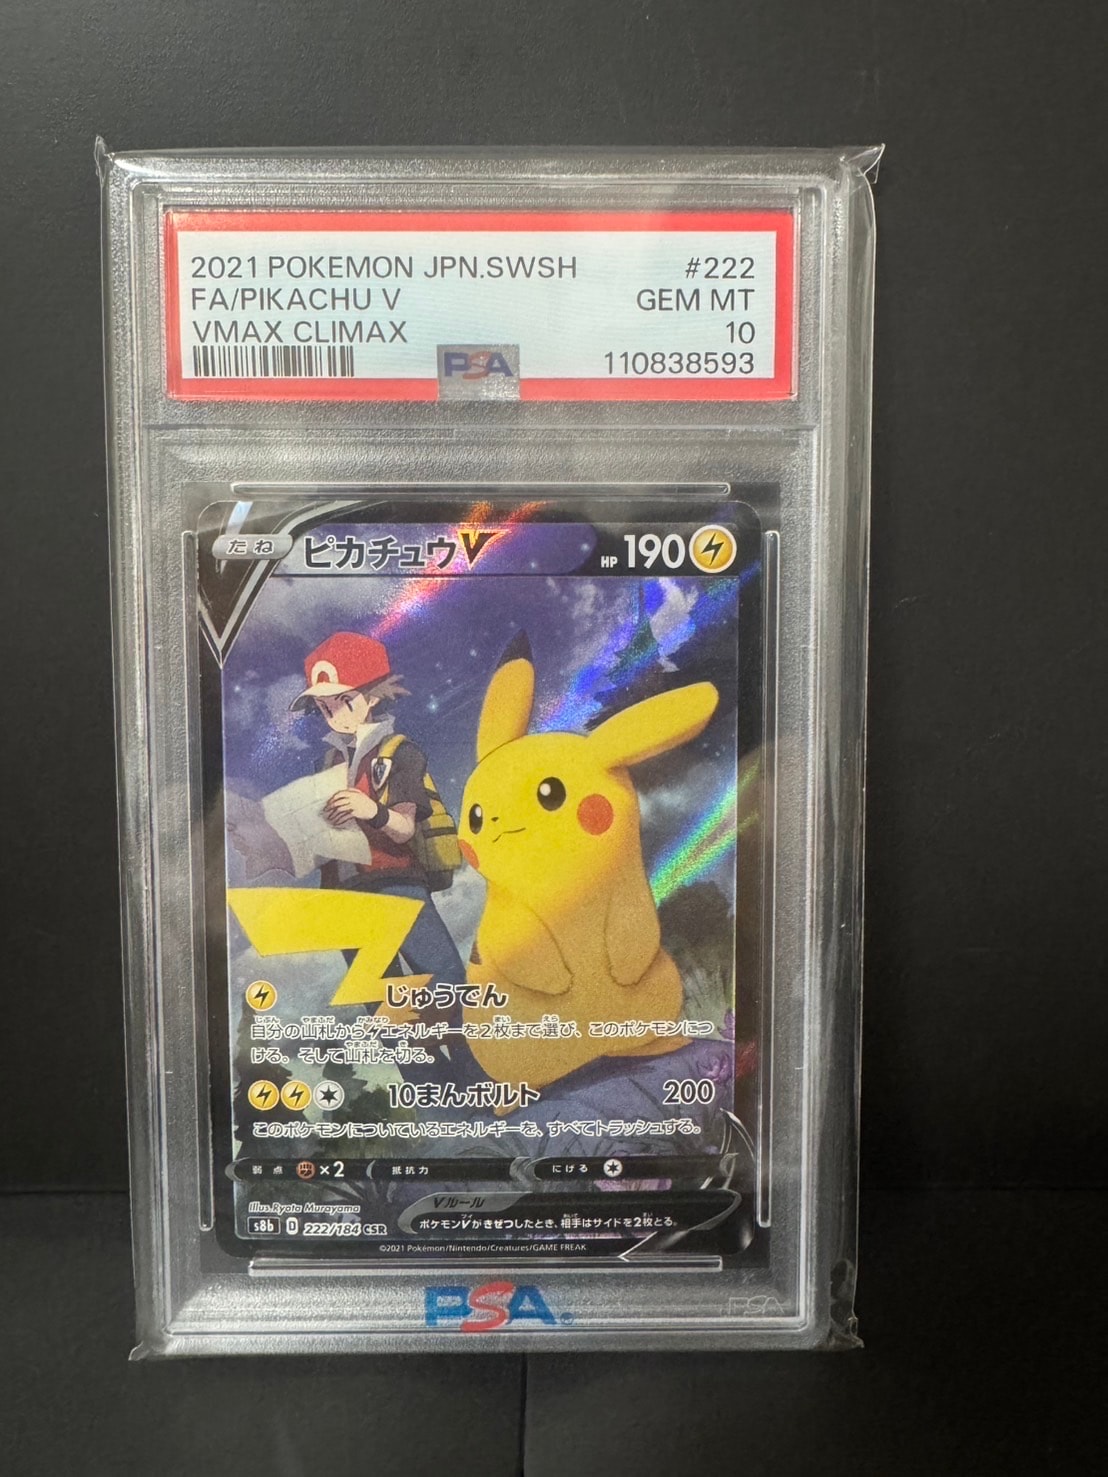 2021 POKEMON JPN.SWSH #222
FA/PIKACHU V GEM MT
VMAX CLIMAX 10
PSA 110838593
たね ピカチュウV HP 190
じゅうでん
自分の山札からエネルギーを2枚まで選び、このポケモンにつ
ける。そして山札を切る。
10まんボルト 200
このポケモンについているエネルギーを、すべてトラッシュする。
弱点 ×2 抵抗力 にげる
Vルール
ポケモンVがきぜつしたとき、相手はサイドを2枚とる。
Illus.Ryota Murayama
s8b D 222/184 CSR
©2021 Pokémon/Nintendo/Creatures/GAME FREAK
PSA
PSA